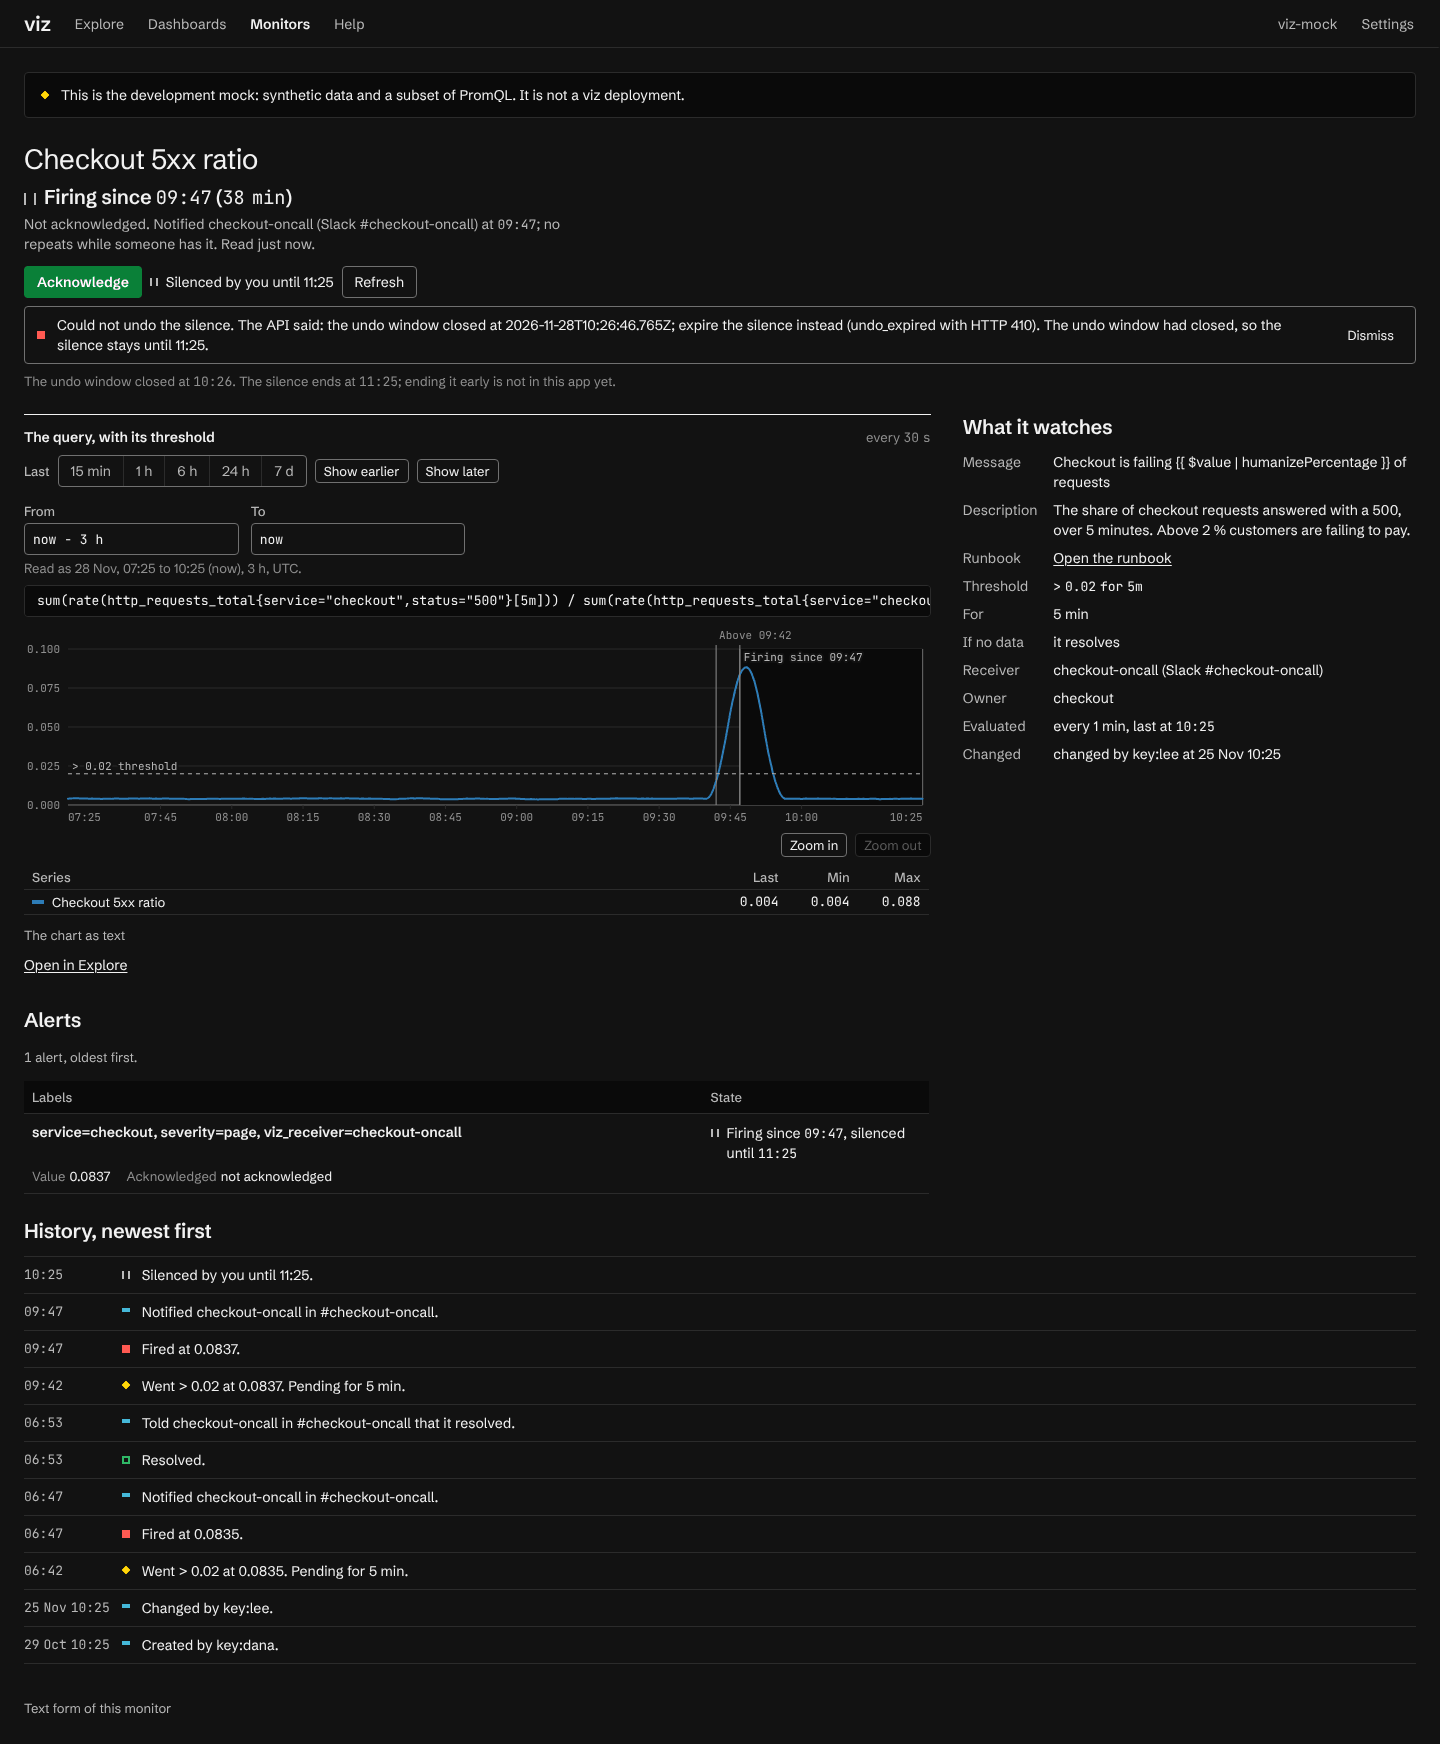 viz Explore Dashboards Monitors Help viz-mock Settings
This is the development mock: synthetic data and a subset of PromQL. It is not a viz deployment.
Checkout 5xx ratio
Firing since 09:47 (38 min)
Not acknowledged. Notified checkout-oncall (Slack #checkout-oncall) at 09:47; no
repeats while someone has it. Read just now.
Acknowledge Silenced by you until 11:25 Refresh
Could not undo the silence. The API said: the undo window closed at 2026-11-28T10:26:46.765Z; expire the silence instead (undo_expired with HTTP 410). The undo window had closed, so the
silence stays until 11:25.
Dismiss
The undo window closed at 10:26. The silence ends at 11:25; ending it early is not in this app yet.
The query, with its threshold every 30 s
Last 15 min 1 h 6 h 24 h 7 d Show earlier Show later
From To
now - 3 h now
Read as 28 Nov, 07:25 to 10:25 (now), 3 h, UTC.
sum(rate(http_requests_total{service="checkout",status="500"}[5m])) / sum(rate(http_requests_total{service="checkou
Above 09:42
0.100 Firing since 09:47
0.075
0.050
0.025 > 0.02 threshold
0.000
07:25 07:45 08:00 08:15 08:30 08:45 09:00 09:15 09:30 09:45 10:00 10:25
Zoom in Zoom out
Series Last Min Max
Checkout 5xx ratio 0.004 0.004 0.088
The chart as text
Open in Explore
What it watches
Message Checkout is failing {{ $value | humanizePercentage }} of
requests
Description The share of checkout requests answered with a 500,
over 5 minutes. Above 2 % customers are failing to pay.
Runbook Open the runbook
Threshold > 0.02 for 5m
For 5 min
If no data it resolves
Receiver checkout-oncall (Slack #checkout-oncall)
Owner checkout
Evaluated every 1 min, last at 10:25
Changed changed by key:lee at 25 Nov 10:25
Alerts
1 alert, oldest first.
Labels State
service=checkout, severity=page, viz_receiver=checkout-oncall Firing since 09:47, silenced
until 11:25
Value 0.0837 Acknowledged not acknowledged
History, newest first
10:25 Silenced by you until 11:25.
09:47 Notified checkout-oncall in #checkout-oncall.
09:47 Fired at 0.0837.
09:42 Went > 0.02 at 0.0837. Pending for 5 min.
06:53 Told checkout-oncall in #checkout-oncall that it resolved.
06:53 Resolved.
06:47 Notified checkout-oncall in #checkout-oncall.
06:47 Fired at 0.0835.
06:42 Went > 0.02 at 0.0835. Pending for 5 min.
25 Nov 10:25 Changed by key:lee.
29 Oct 10:25 Created by key:dana.
Text form of this monitor